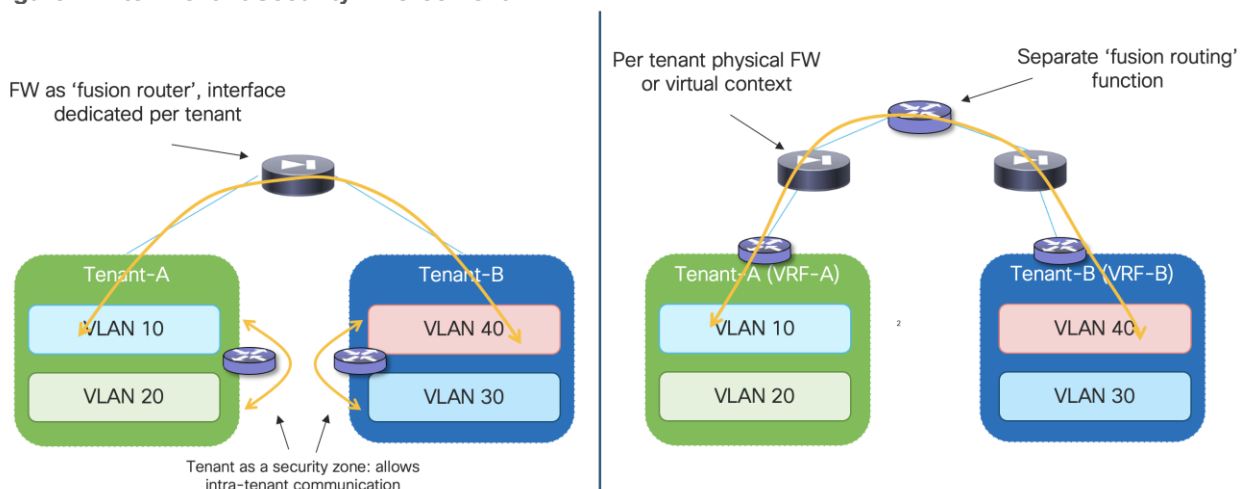 FW as 'fusion router', interface
dedicated per tenant
Tenant-A
VLAN 10
VLAN 20
Tenant-B
VLAN 40
VLAN 30
Tenant as a security zone: allows
intra-tenant communication
Per tenant physical FW
or virtual context
Separate 'fusion routing'
function
Tenant-A (VRF-A)
VLAN 10
VLAN 20
2
Tenant-B (VRF-B)
VLAN 40
VLAN 30